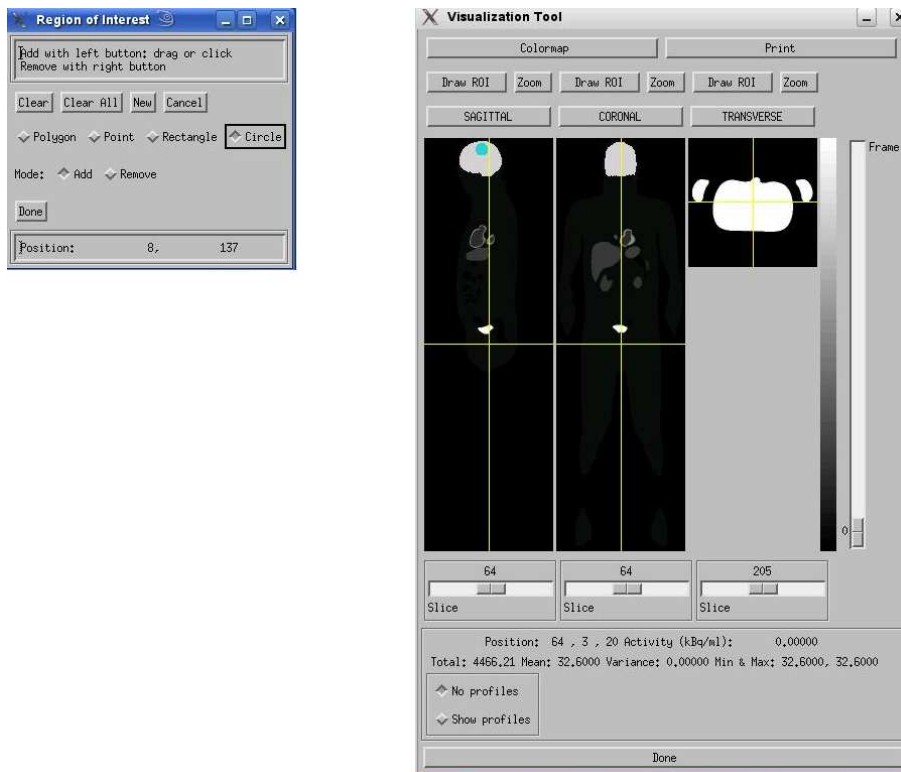 Region of Interest
Add with left button: drag or click
Remove with right button
Clear Clear All New Cancel
Polygon Point Rectangle Circle
Mode: Add Remove
Done
Position: 8, 137
Visualization Tool
Colormap Print
Draw ROI Zoom Draw ROI Zoom Draw ROI Zoom
SAGITTAL CORONAL TRANSVERSE
Frame
0
64 64 205
Slice Slice Slice
Position: 64 , 3 , 20 Activity (kBq/ml): 0.00000
Total: 4466.21 Mean: 32.6000 Variance: 0.00000 Min & Max: 32.6000, 32.6000
No profiles
Show profiles
Done